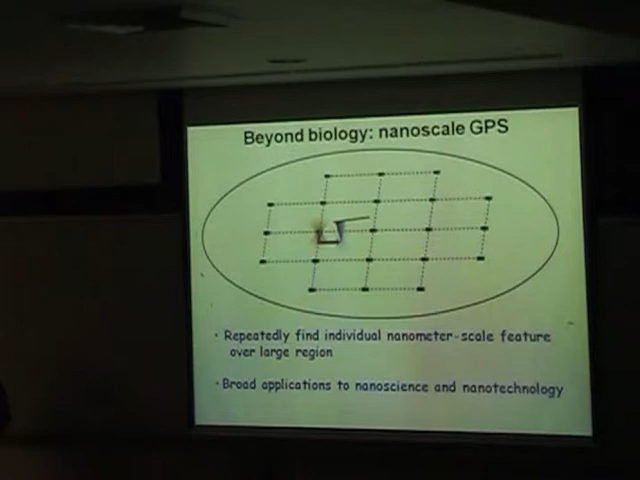 Beyond biology: nanoscale GPS
· Repeatedly find individual nanometer-scale feature
over large region
· Broad applications to nanoscience and nanotechnology